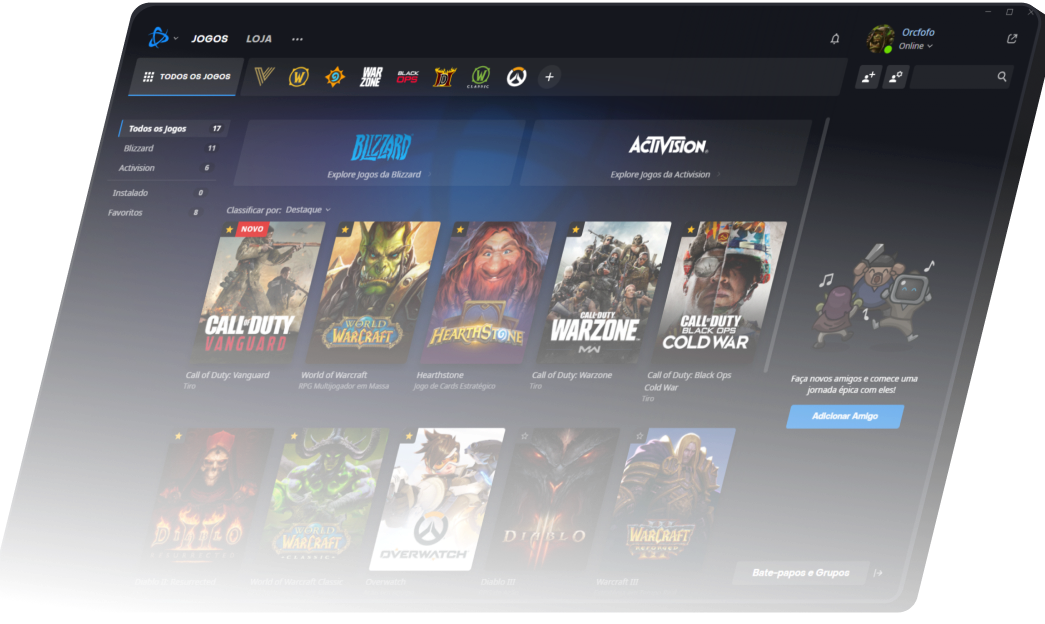 JOGOS LOJA ...
Orcfofo
Online
TODOS OS JOGOS
WAR
ZONE
BLACK
OPS
CLASSIC
+
Todos os Jogos 17
Blizzard 11
Activision 6
Instalado 0
Favoritos 8
BLIZZARD
Explore Jogos da Blizzard
ACTIVISION
Explore Jogos da Activision
Classificar por: Destaque
NOVO
CALL OF DUTY
VANGUARD
WORLD
WARCRAFT
HEARTHSTONE
CALL OF DUTY
WARZONE
CALL OF DUTY
BLACK OPS
COLD WAR
Call of Duty: Vanguard
Tiro
World of Warcraft
RPG Multijogador em Massa
Hearthstone
Jogo de Cards Estratégico
Call of Duty: Warzone
Tiro
Call of Duty: Black Ops
Cold War
Tiro
Faça novos amigos e comece uma
jornada épica com eles!
Adicionar Amigo
DIABLO
II
WORLD
WARCRAFT
CLASSIC
OVERWATCH
DIABLO
III
WARCRAFT
III
World of Warcraft Classic
Overwatch
Diablo III
Warcraft III
Bate-papos e Grupos